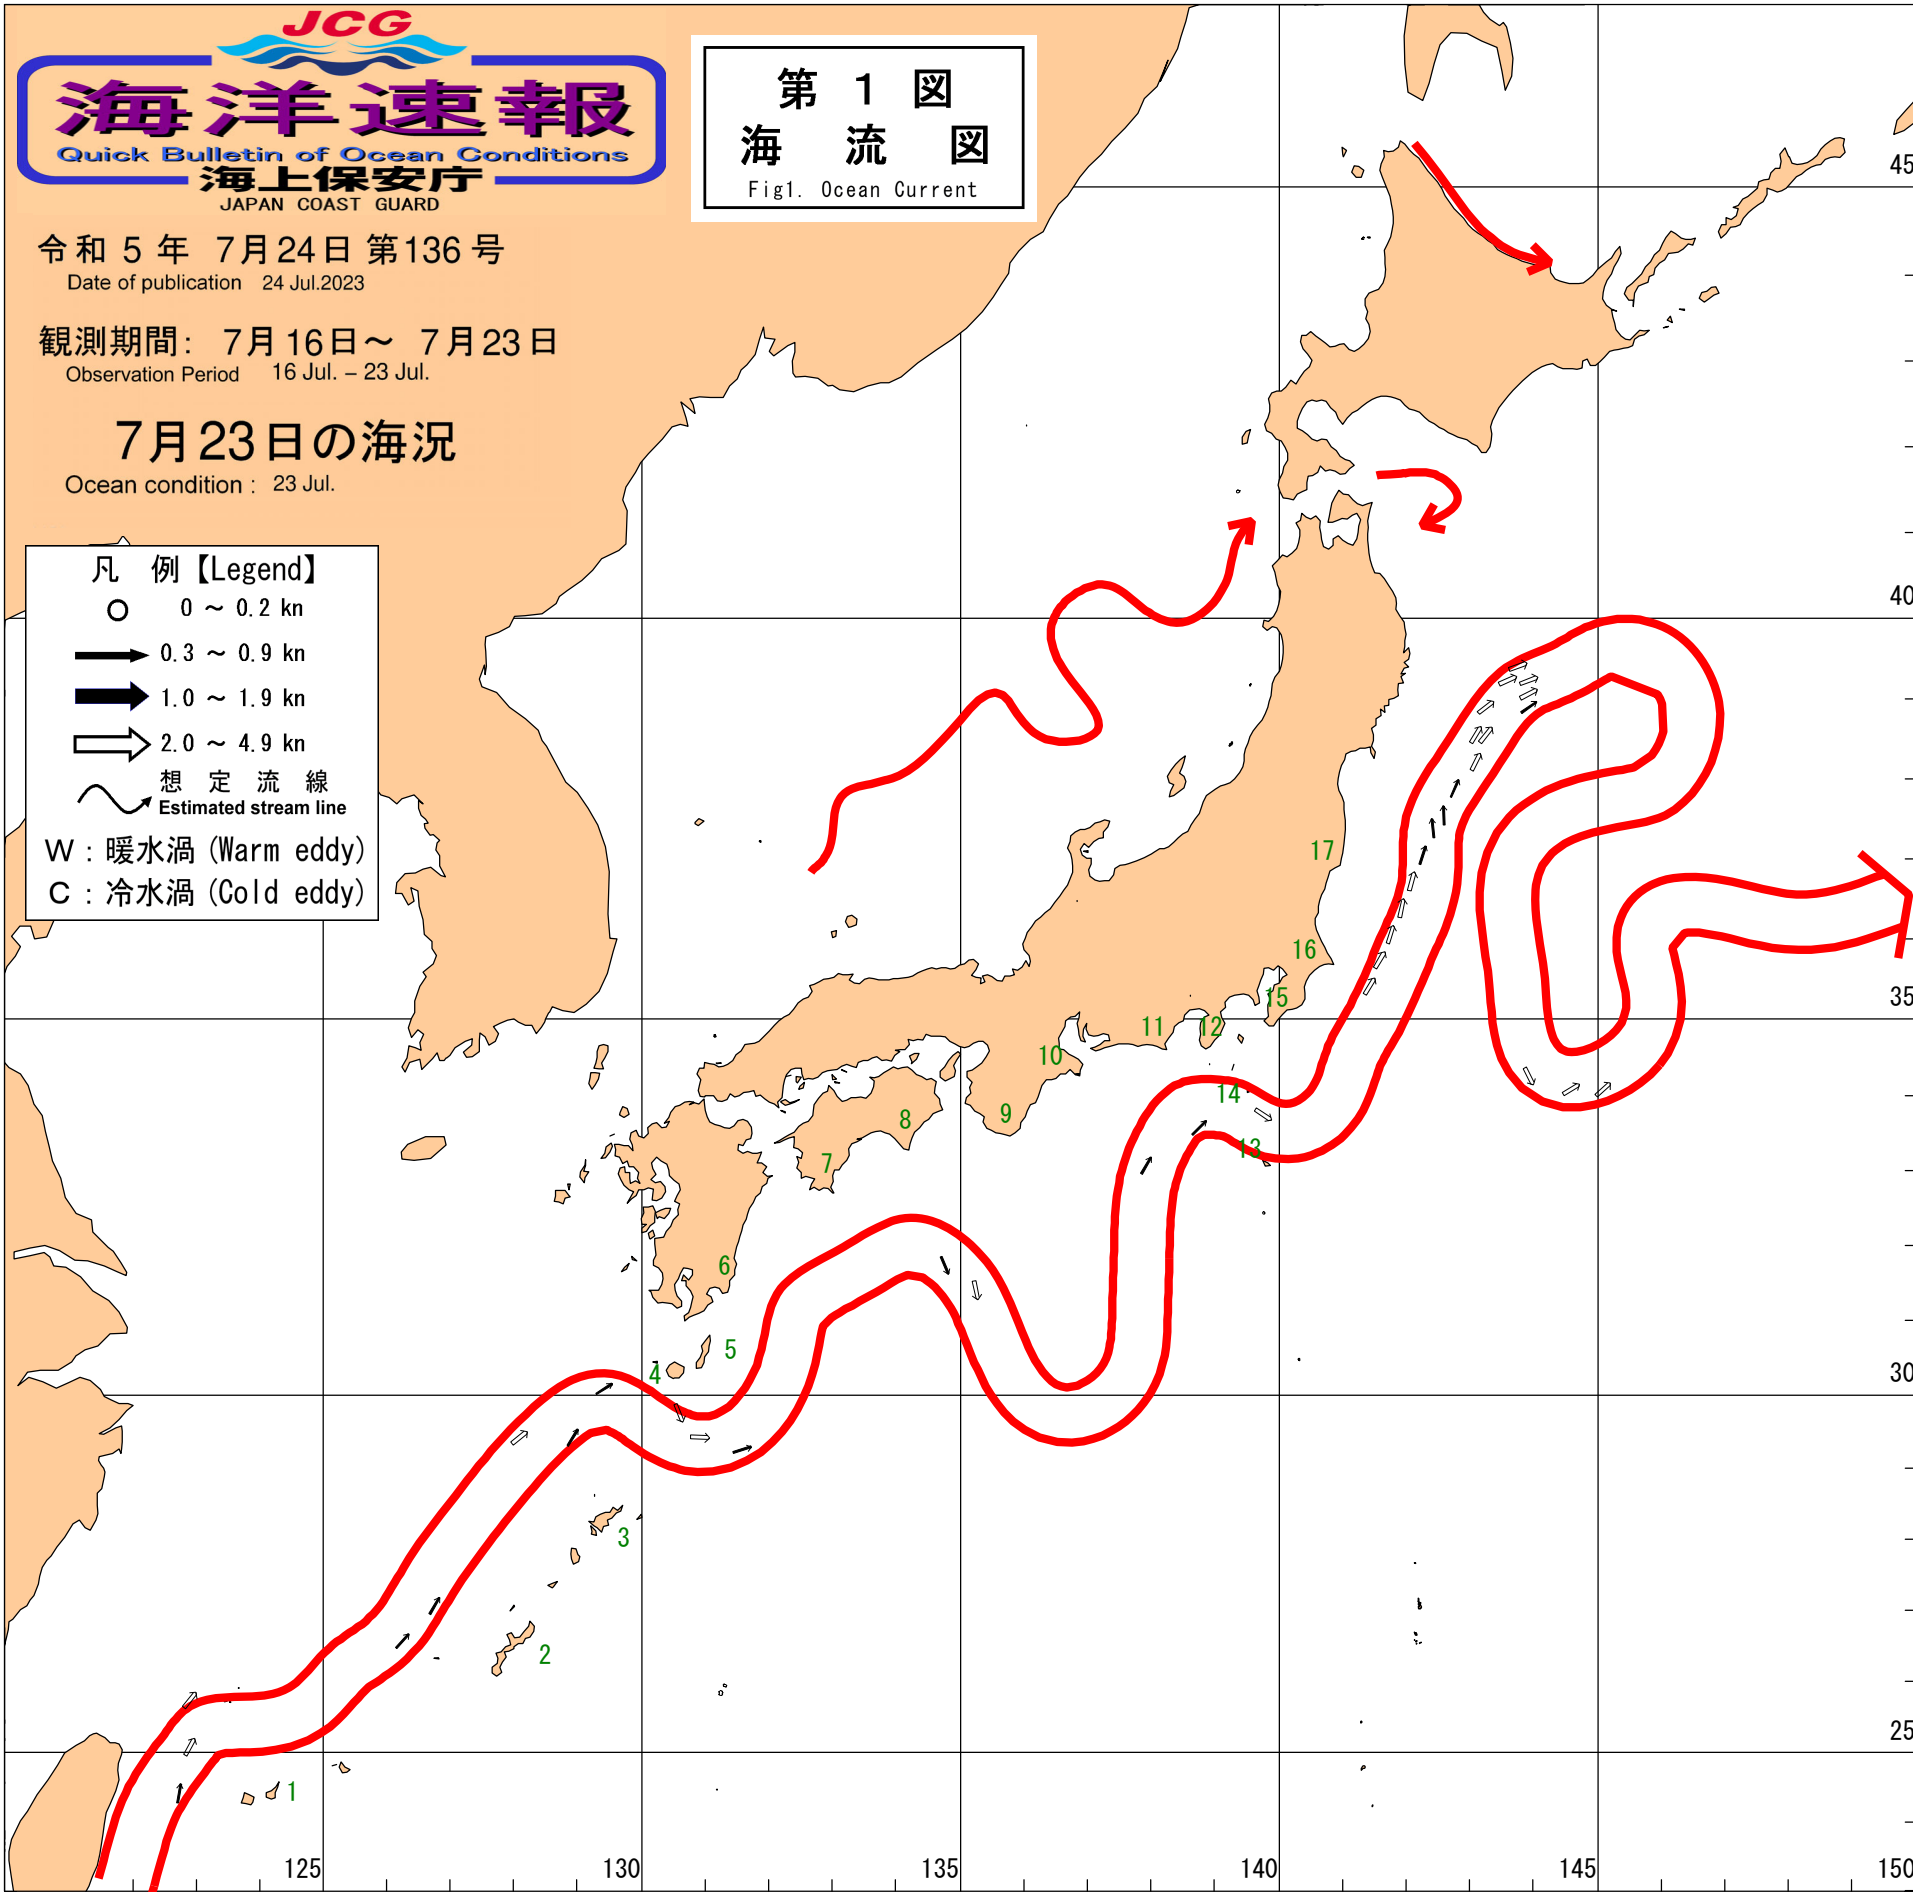 JCG
海洋速報
Quick Bulletin of Ocean Conditions
海上保安庁
JAPAN COAST GUARD
令和 5 年 7月24日 第136号
Date of publication 24 Jul.2023
観測期間: 7月16日～ 7月23日
Observation Period 16 Jul. – 23 Jul.
7月23日の海況
Ocean condition : 23 Jul.
第 1 図
海 流 図
Fig1. Ocean Current
凡 例【Legend】
0 ～ 0.2 kn
0.3 ～ 0.9 kn
1.0 ～ 1.9 kn
2.0 ～ 4.9 kn
想 定 流 線
Estimated stream line
W : 暖水渦 (Warm eddy)
C : 冷水渦 (Cold eddy)
45
40
17
16
35
15
12
11
10
14
9
8
13
7
6
5
4
30
3
2
25
1
125
130
135
140
145
150